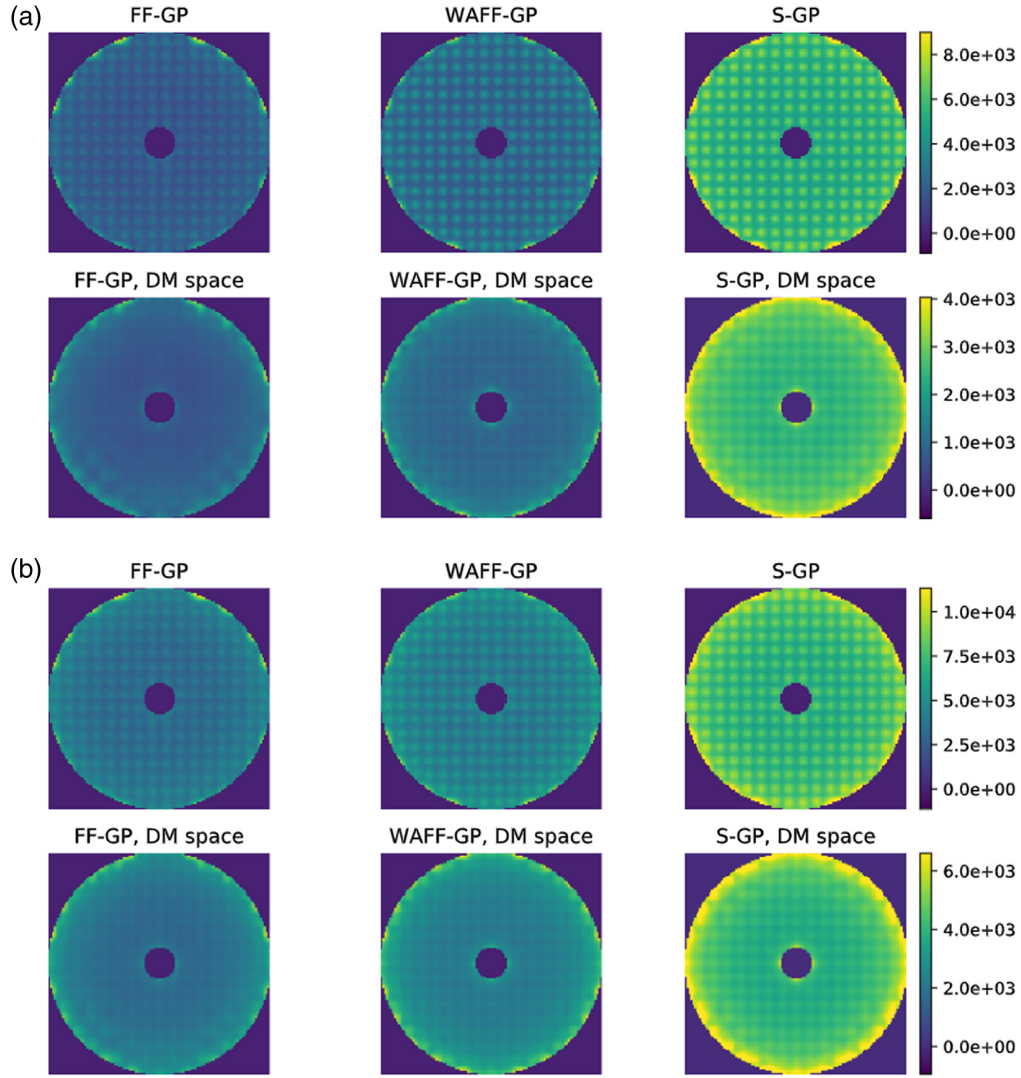 (a)
FF-GP
WAFF-GP
S-GP
8.0e+03
6.0e+03
4.0e+03
2.0e+03
0.0e+00
FF-GP, DM space
WAFF-GP, DM space
S-GP, DM space
4.0e+03
3.0e+03
2.0e+03
1.0e+03
0.0e+00
(b)
FF-GP
WAFF-GP
S-GP
1.0e+04
7.5e+03
5.0e+03
2.5e+03
0.0e+00
FF-GP, DM space
WAFF-GP, DM space
S-GP, DM space
6.0e+03
4.0e+03
2.0e+03
0.0e+00